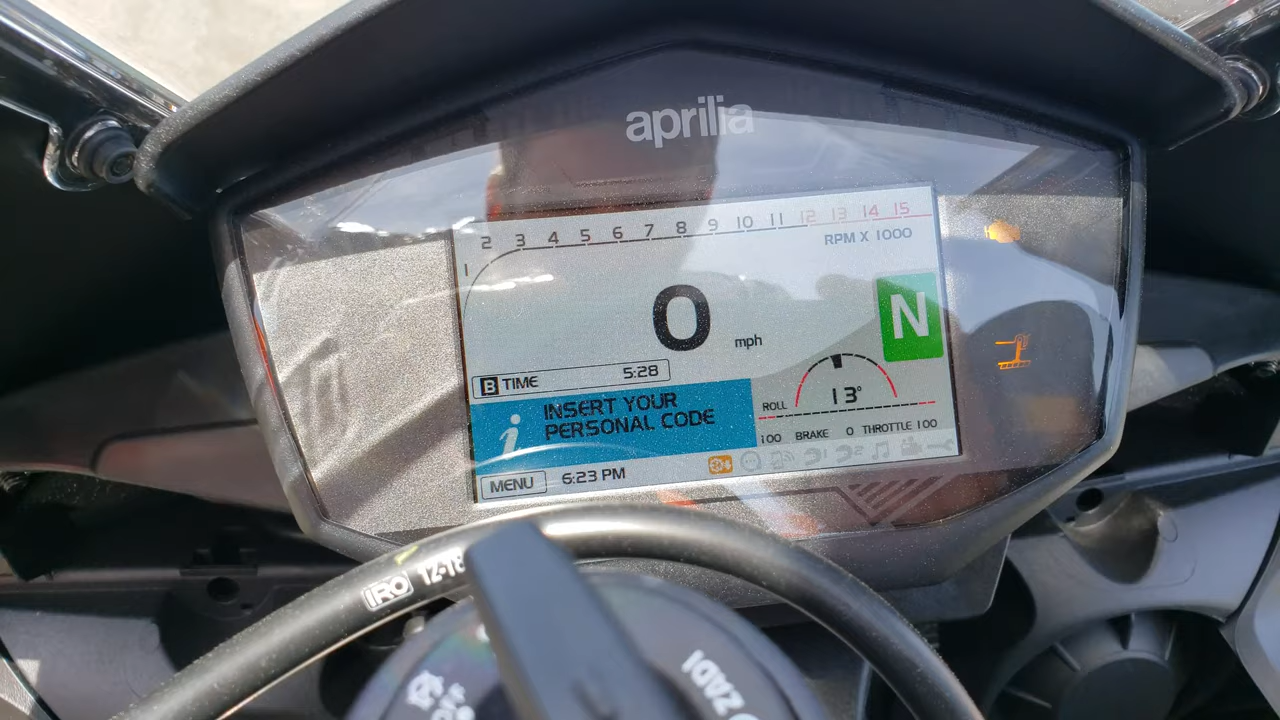 aprilia
1 2 3 4 5 6 7 8 9 10 11 12 13 14 15
RPM X 1000
0 mph
N
B TIME 5:28
INSERT YOUR
PERSONAL CODE
13°
ROLL
100 BRAKE 0 THROTTLE 100
MENU 6:23 PM
IRO
ZADI